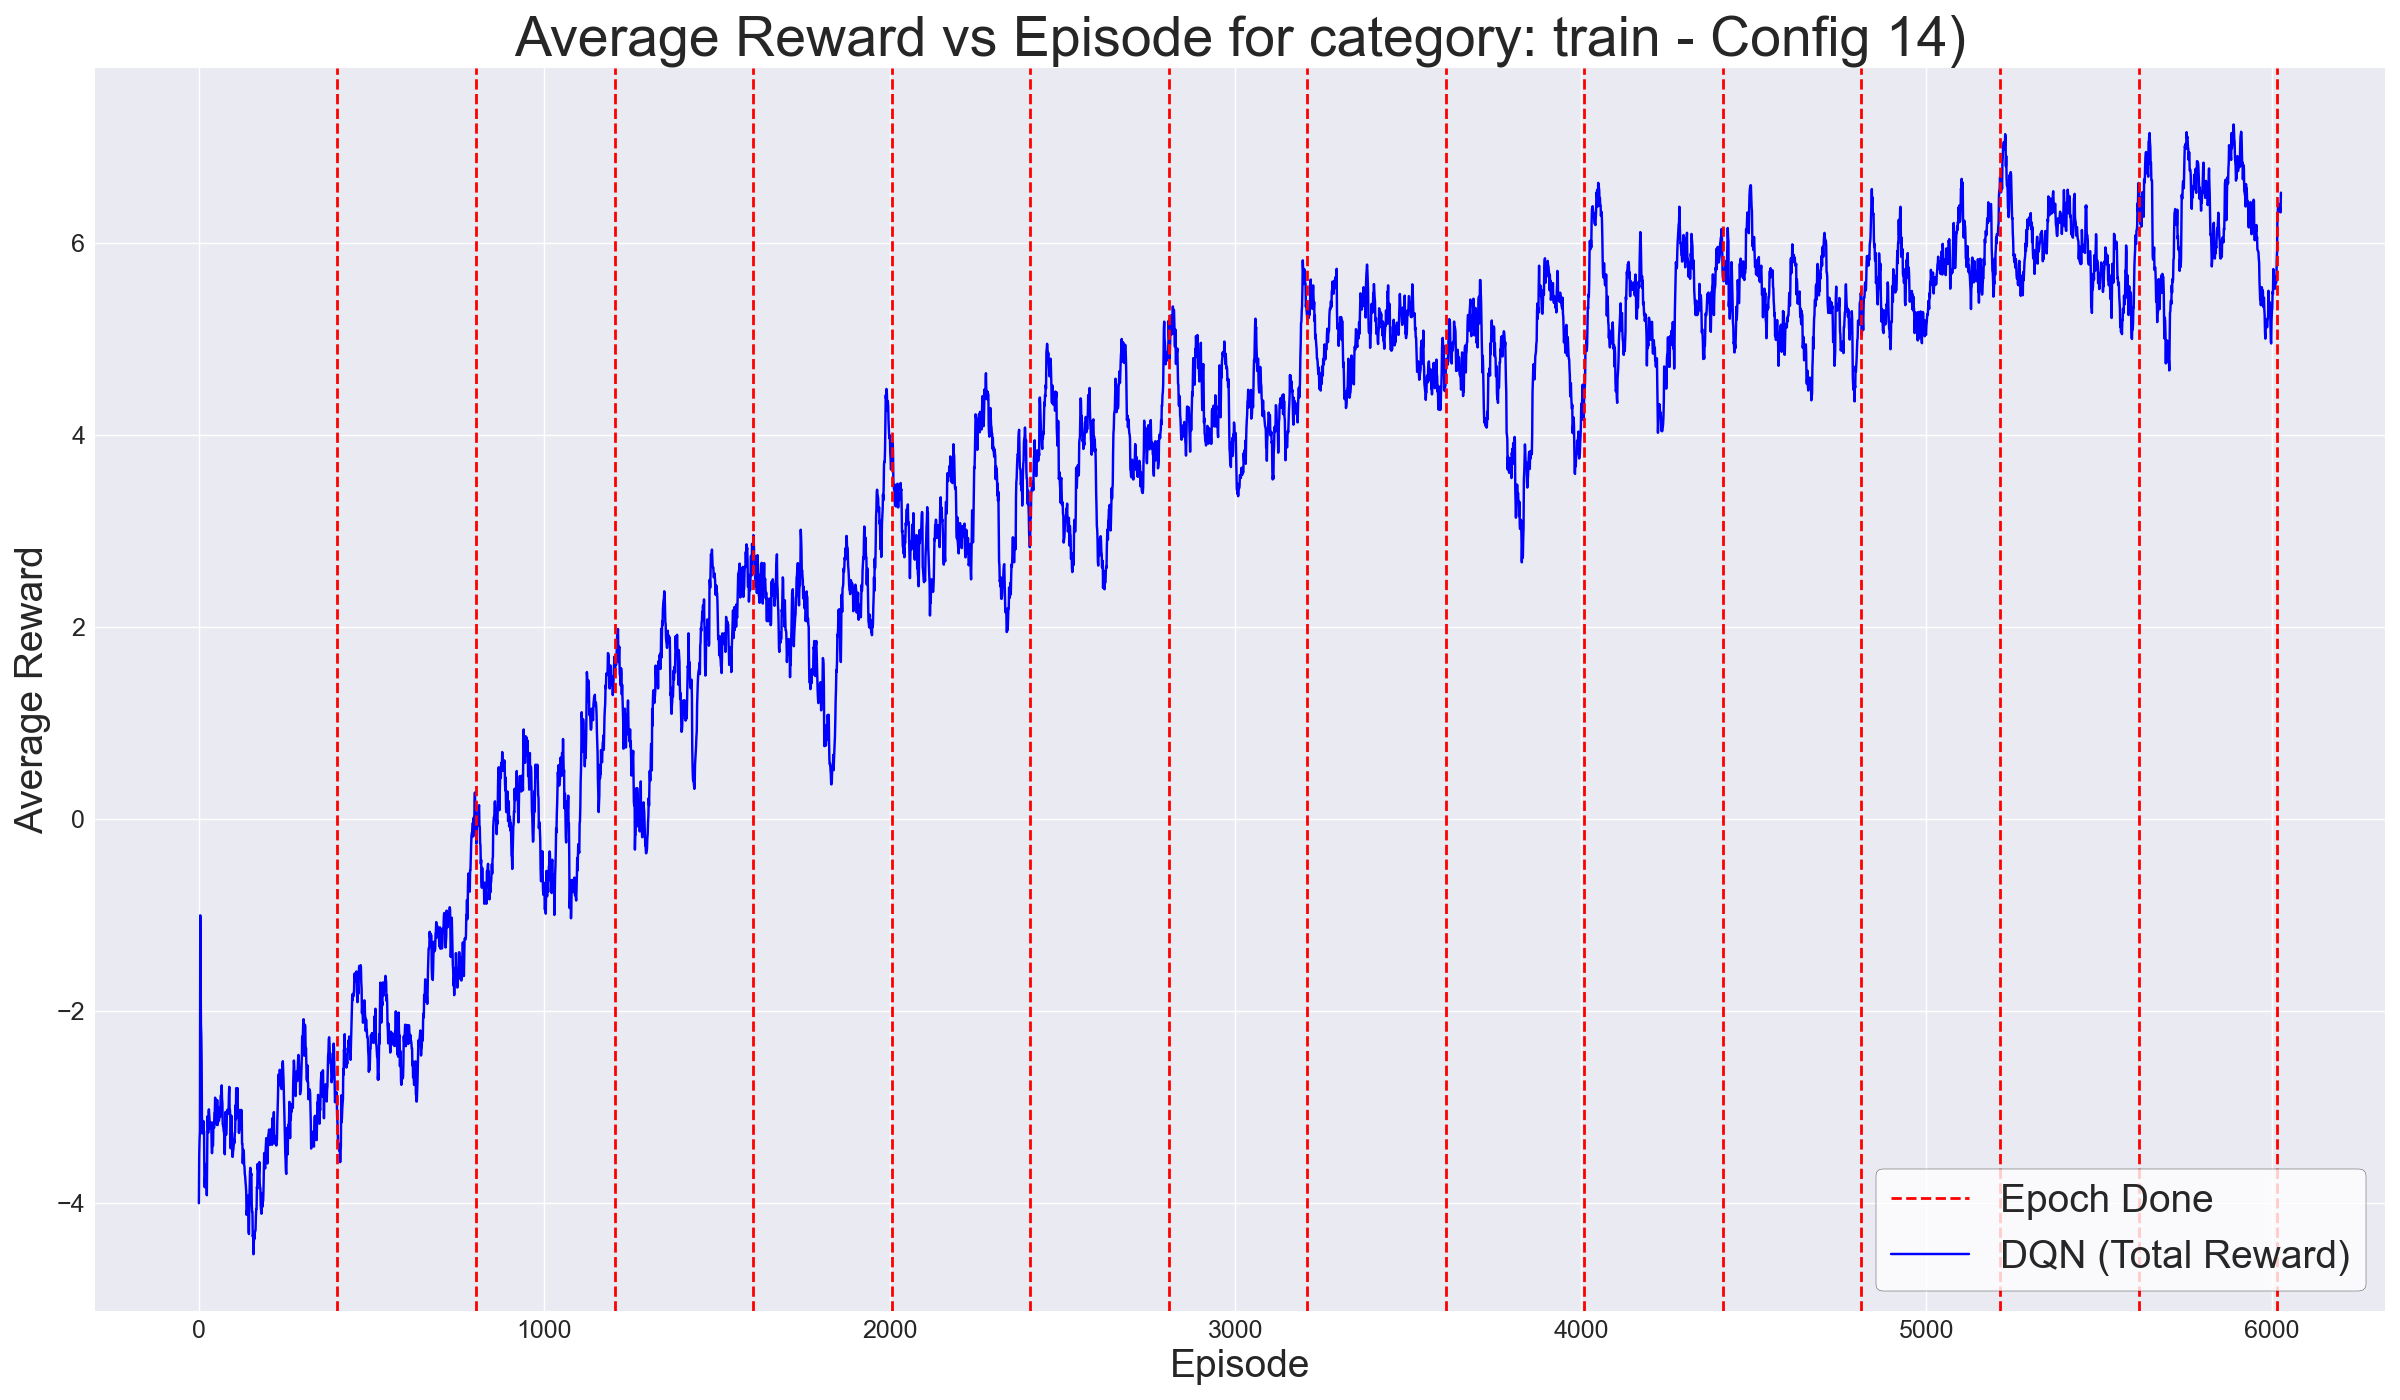 Average Reward vs Episode for category: train - Config 14)
Average Reward
6
4
2
0
−2
−4
0 1000 2000 3000 4000 5000 6000
Episode
Epoch Done
DQN (Total Reward)